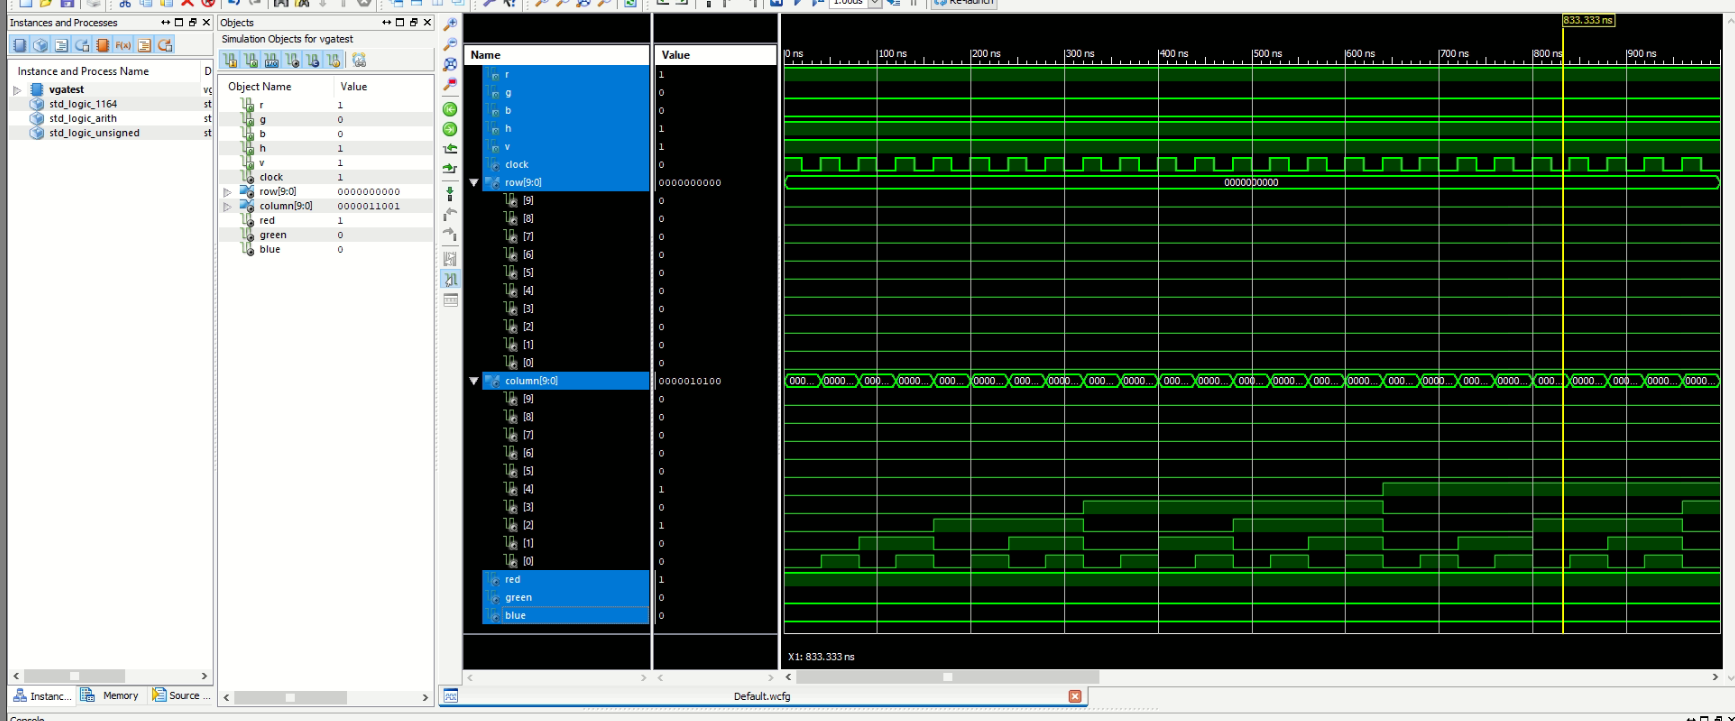 1.00us Re-launch
Instances and Processes
Instance and Process Name D
vgatest vg
std_logic_1164 st
std_logic_arith st
std_logic_unsigned st
Instanc... Memory Source ...
Objects
Simulation Objects for vgatest
Object Name Value
r 1
g 0
b 0
h 1
v 1
clock 1
row[9:0] 0000000000
column[9:0] 0000011001
red 1
green 0
blue 0
833.333 ns
Name Value
0 ns 100 ns 200 ns 300 ns 400 ns 500 ns 600 ns 700 ns 800 ns 900 ns
r 1
g 0
b 0
h 1
v 1
clock 0
row[9:0] 0000000000 0000000000
[9] 0
[8] 0
[7] 0
[6] 0
[5] 0
[4] 0
[3] 0
[2] 0
[1] 0
[0] 0
column[9:0] 0000010100 000... 0000... 000... 0000... 000... 0000... 000... 0000... 000... 0000... 000... 0000... 000... 0000... 000... 0000... 000... 0000... 000... 0000... 000... 0000... 000... 0000... 0000...
[9] 0
[8] 0
[7] 0
[6] 0
[5] 0
[4] 1
[3] 0
[2] 1
[1] 0
[0] 0
red 1
green 0
blue 0
X1: 833.333 ns
Default.wcfg
Console